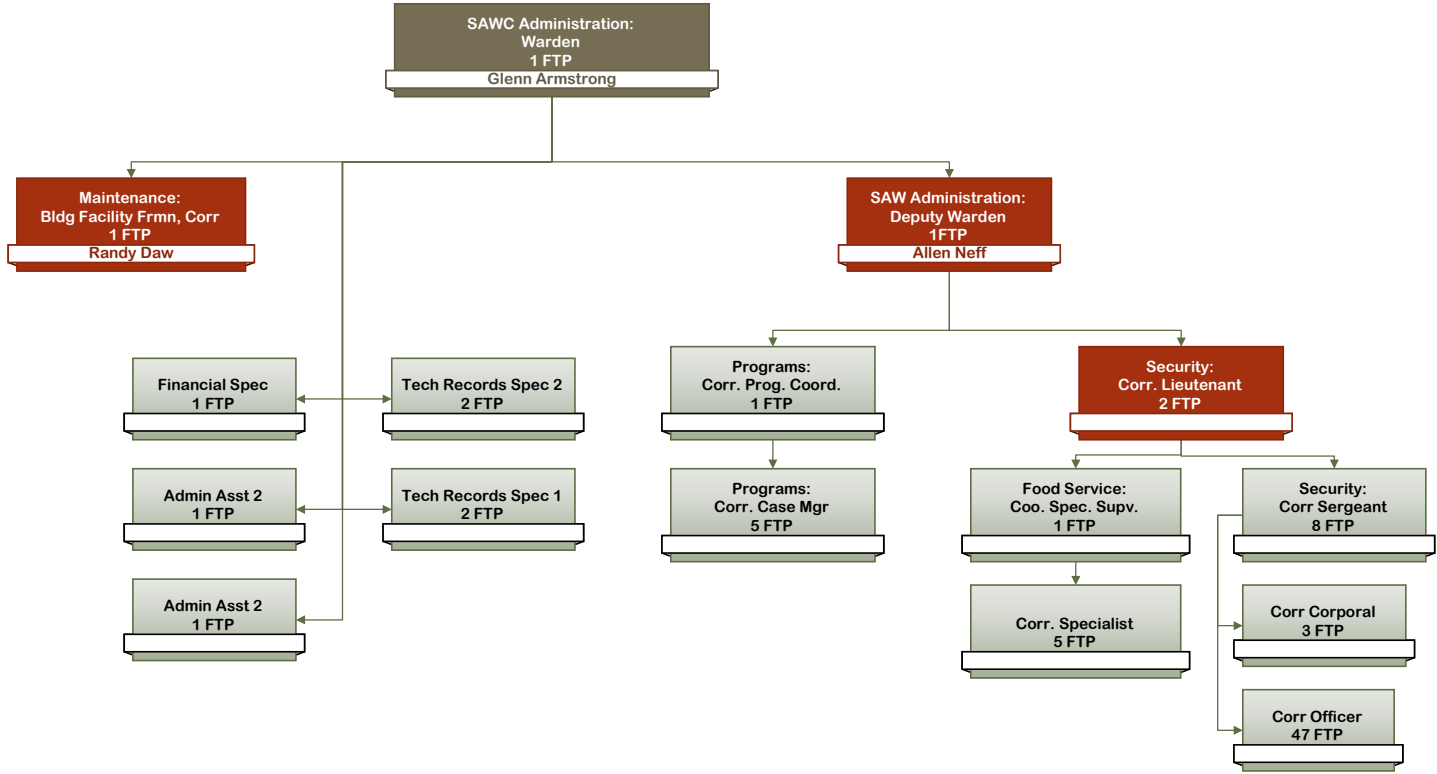 SAWC Administration:
Warden
1 FTP
Glenn Armstrong
Maintenance:
Bldg Facility Frmn, Corr
1 FTP
Randy Daw
SAW Administration:
Deputy Warden
1FTP
Allen Neff
Financial Spec
1 FTP
Tech Records Spec 2
2 FTP
Programs:
Corr. Prog. Coord.
1 FTP
Security:
Corr. Lieutenant
2 FTP
Admin Asst 2
1 FTP
Tech Records Spec 1
2 FTP
Programs:
Corr. Case Mgr
5 FTP
Food Service:
Coo. Spec. Supv.
1 FTP
Security:
Corr Sergeant
8 FTP
Admin Asst 2
1 FTP
Corr. Specialist
5 FTP
Corr Corporal
3 FTP
Corr Officer
47 FTP